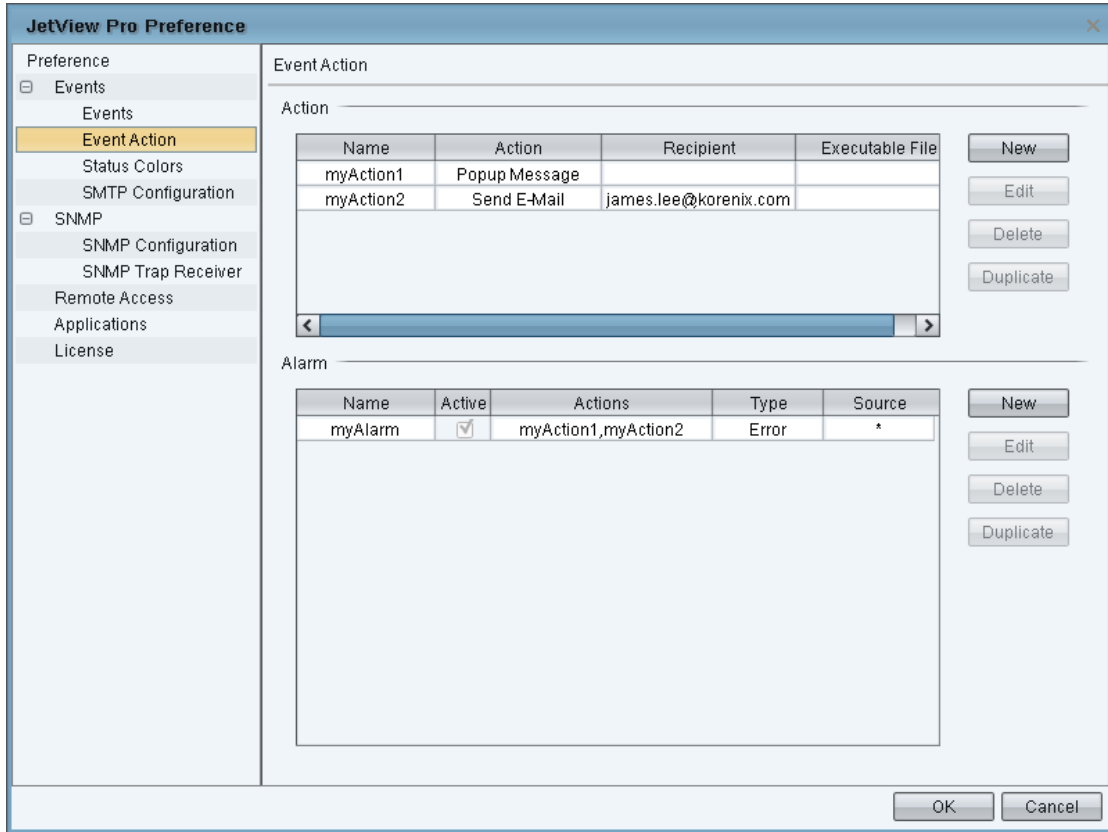 JetView Pro Preference
Preference
Events
Events
Event Action
Status Colors
SMTP Configuration
SNMP
SNMP Configuration
SNMP Trap Receiver
Remote Access
Applications
License
Event Action
Action
Name Action Recipient Executable File
myAction1 Popup Message
myAction2 Send E-Mail james.lee@korenix.com
New
Edit
Delete
Duplicate
Alarm
Name Active Actions Type Source
myAlarm myAction1,myAction2 Error *
New
Edit
Delete
Duplicate
OK Cancel